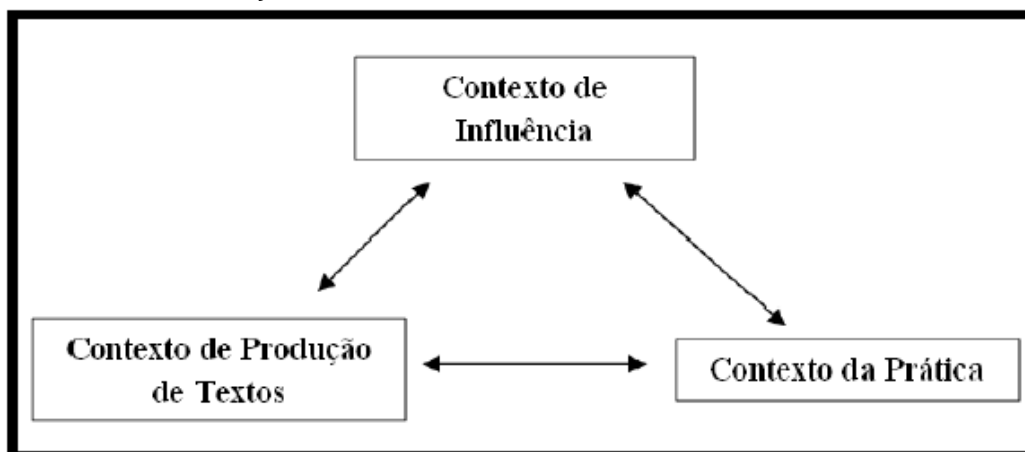 Contexto de
Influência
Contexto de Produção
de Textos
Contexto da Prática